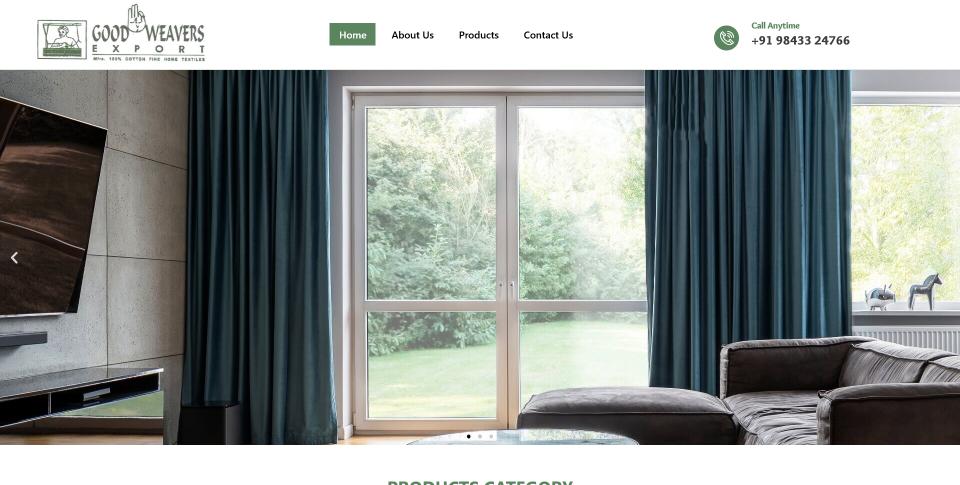 GOOD WEAVERS
EXPORT
Mfrs. 100% COTTON FINE HOME TEXTILES
Home
About Us
Products
Contact Us
Call Anytime
+91 98433 24766
PRODUCTS CATEGORY